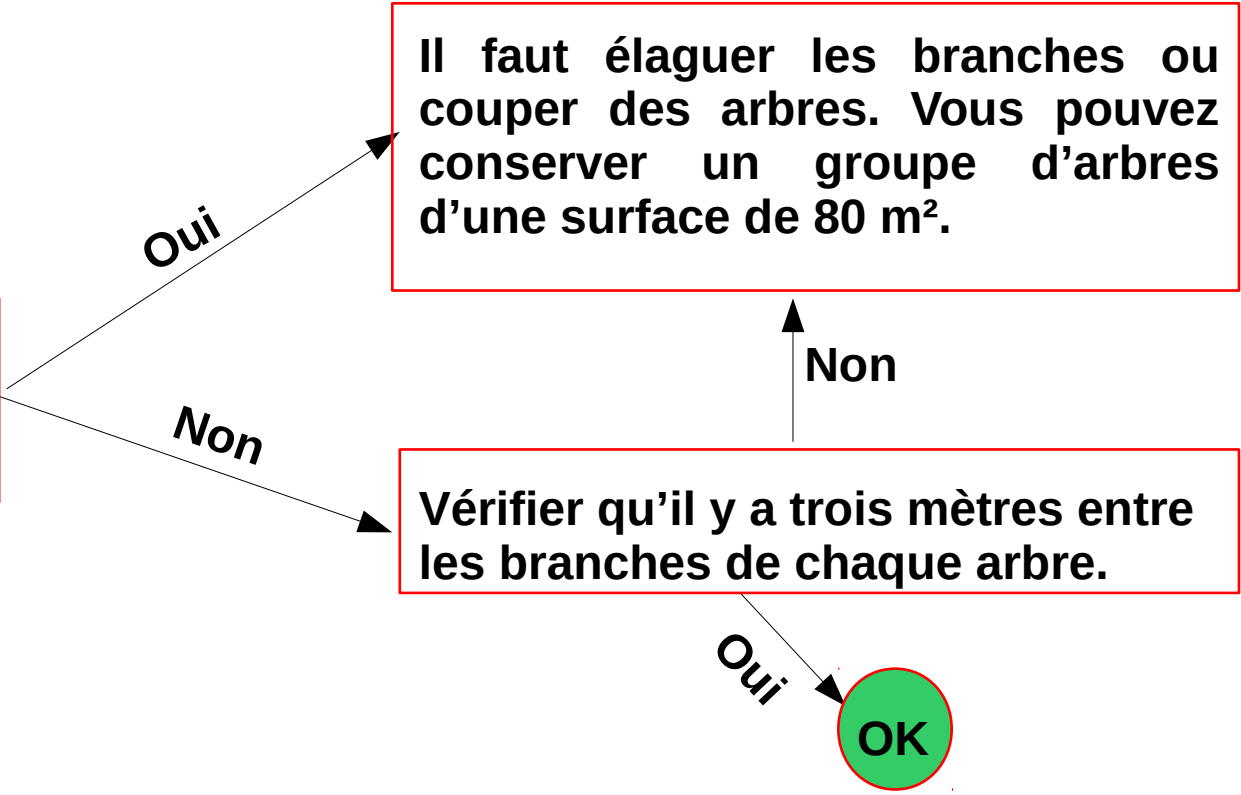 Il faut élaguer les branches ou
couper des arbres. Vous pouvez
conserver un groupe d’arbres
d’une surface de 80 m².
Oui
Non
Non
Vérifier qu’il y a trois mètres entre
les branches de chaque arbre.
Oui
OK